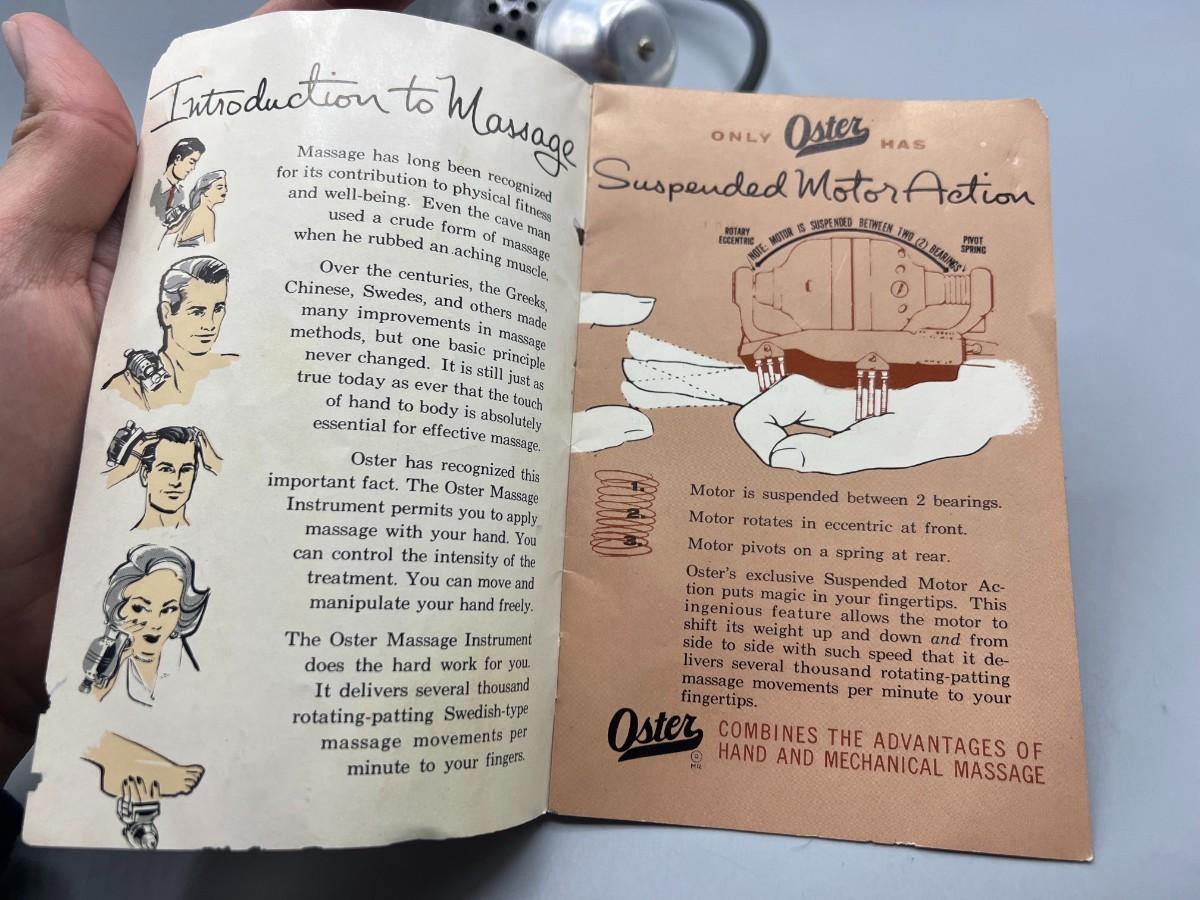 Introduction to Massage
Massage has long been recognized
for its contribution to physical fitness
and well-being. Even the cave man
used a crude form of massage
when he rubbed an aching muscle.
Over the centuries, the Greeks,
Chinese, Swedes, and others made
many improvements in massage
methods, but one basic principle
never changed. It is still just as
true today as ever that the touch
of hand to body is absolutely
essential for effective massage.
Oster has recognized this
important fact. The Oster Massage
Instrument permits you to apply
massage with your hand. You
can control the intensity of the
treatment. You can move and
manipulate your hand freely.
The Oster Massage Instrument
does the hard work for you.
It delivers several thousand
rotating-patting Swedish-type
massage movements per
minute to your fingers.
ONLY Oster HAS
Suspended Motor Action
ROTARY
ECCENTRIC
NOTE: MOTOR IS SUSPENDED BETWEEN TWO (2) BEARINGS
PIVOT
SPRING
1. Motor is suspended between 2 bearings.
2. Motor rotates in eccentric at front.
3. Motor pivots on a spring at rear.
Oster's exclusive Suspended Motor Ac-
tion puts magic in your fingertips. This
ingenious feature allows the motor to
shift its weight up and down and from
side to side with such speed that it de-
livers several thousand rotating-patting
massage movements per minute to your
fingertips.
Oster COMBINES THE ADVANTAGES OF
HAND AND MECHANICAL MASSAGE